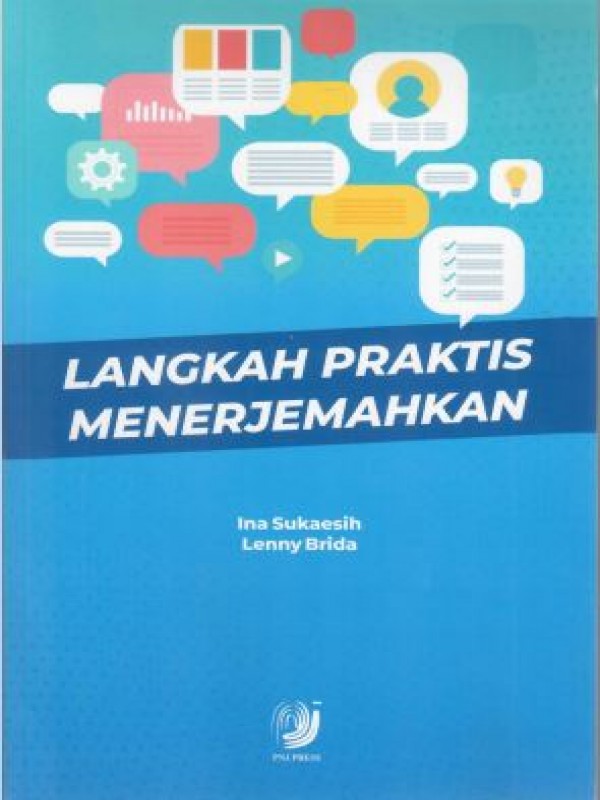 LANGKAH PRAKTIS
MENERJEMAHKAN
Ina Sukaesih
Lenny Brida
PNJ PRESS